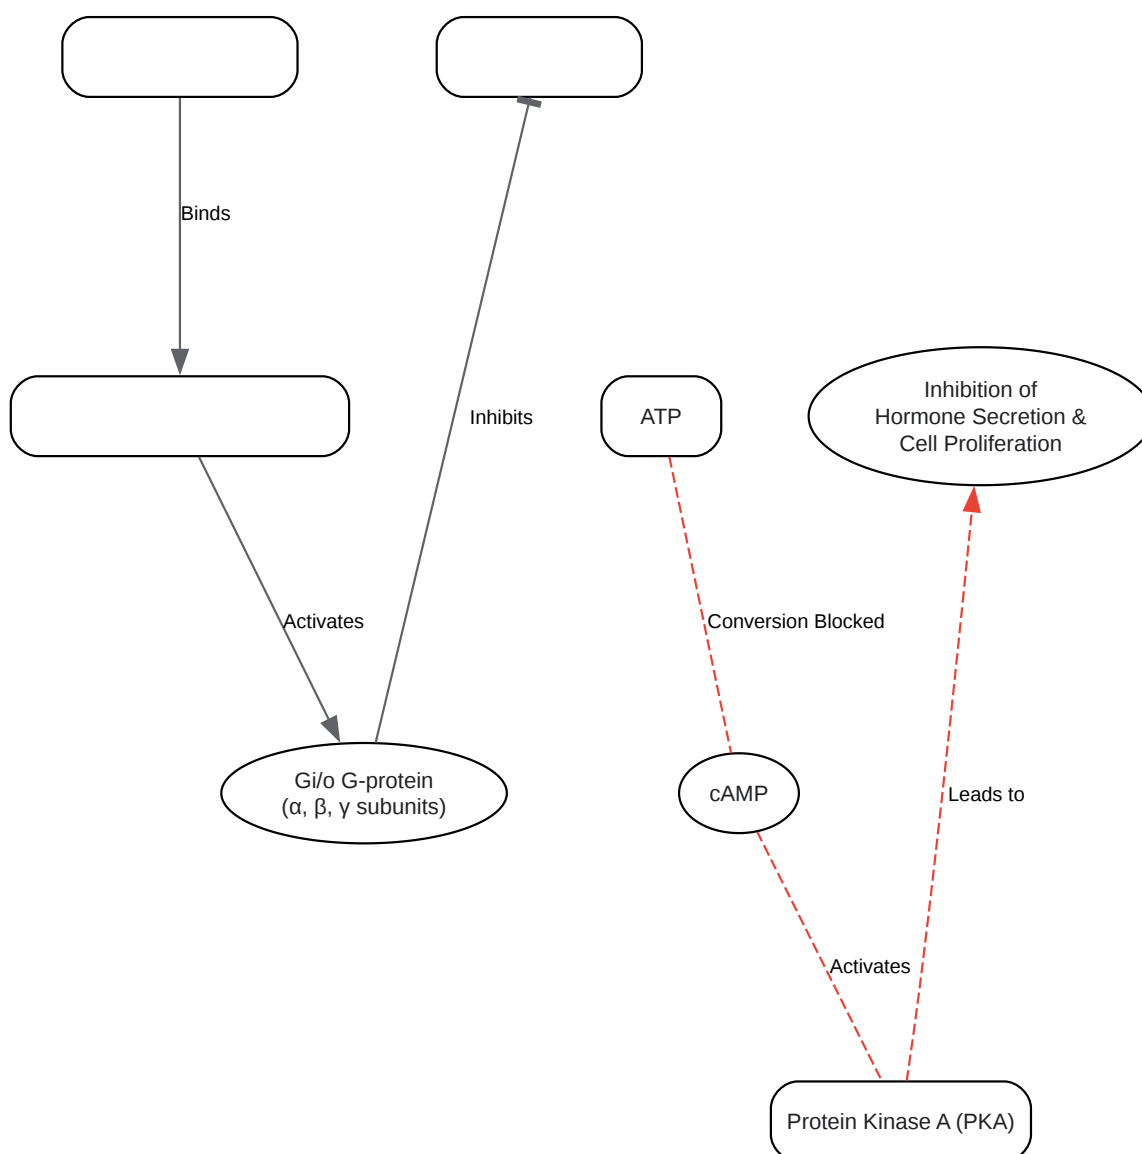 Binds
Inhibits
ATP
Inhibition of
Hormone Secretion &
Cell Proliferation
Activates
Conversion Blocked
Gi/o G-protein
(α, β, γ subunits)
cAMP
Leads to
Activates
Protein Kinase A (PKA)